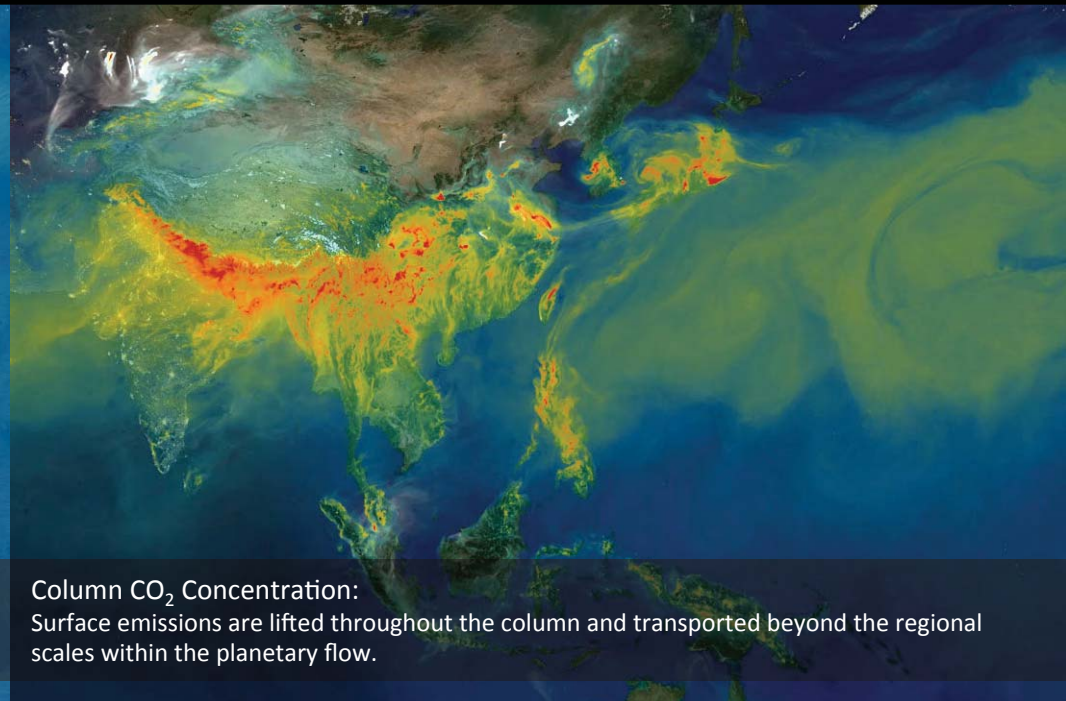 Column CO₂ Concentration:
Surface emissions are lifted throughout the column and transported beyond the regional
scales within the planetary flow.